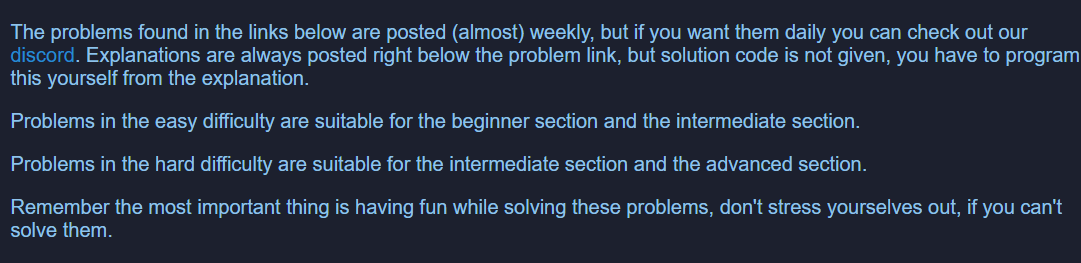 The problems found in the links below are posted (almost) weekly, but if you want them daily you can check out our
discord. Explanations are always posted right below the problem link, but solution code is not given, you have to program
this yourself from the explanation.
Problems in the easy difficulty are suitable for the beginner section and the intermediate section.
Problems in the hard difficulty are suitable for the intermediate section and the advanced section.
Remember the most important thing is having fun while solving these problems, don't stress yourselves out, if you can't
solve them.